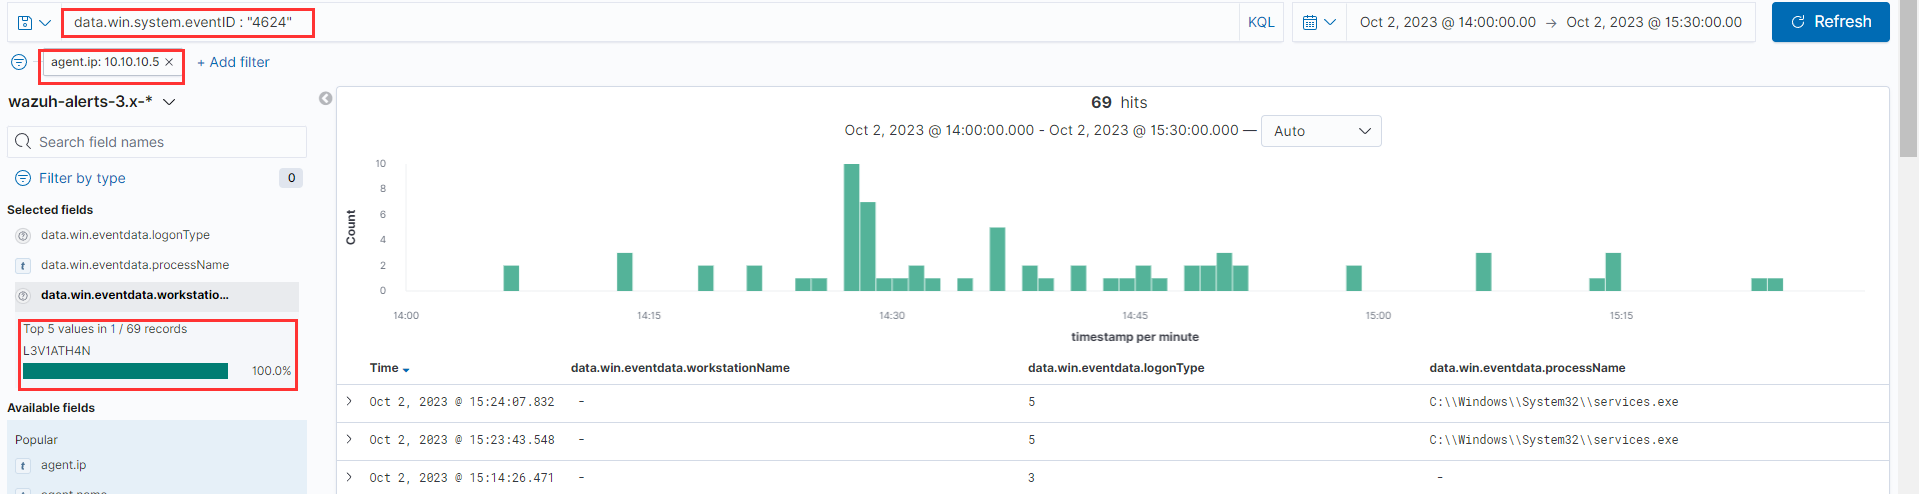 data.win.system.eventID : "4624"
KQL
Oct 2, 2023 @ 14:00:00.00 → Oct 2, 2023 @ 15:30:00.00
Refresh
agent.ip: 10.10.10.5 ×
+ Add filter
wazuh-alerts-3.x-*
Search field names
Filter by type 0
Selected fields
? data.win.eventdata.logonType
t data.win.eventdata.processName
? data.win.eventdata.workstatio...
Top 5 values in 1 / 69 records
L3V1ATH4N
100.0%
Available fields
Popular
t agent.ip
69 hits
Oct 2, 2023 @ 14:00:00.000 - Oct 2, 2023 @ 15:30:00.000 — Auto
Count
10
8
6
4
2
0
14:00 14:15 14:30 14:45 15:00 15:15
timestamp per minute
Time data.win.eventdata.workstationName data.win.eventdata.logonType data.win.eventdata.processName
> Oct 2, 2023 @ 15:24:07.832 - 5 C:\\Windows\\System32\\services.exe
> Oct 2, 2023 @ 15:23:43.548 - 5 C:\\Windows\\System32\\services.exe
> Oct 2, 2023 @ 15:14:26.471 - 3 -